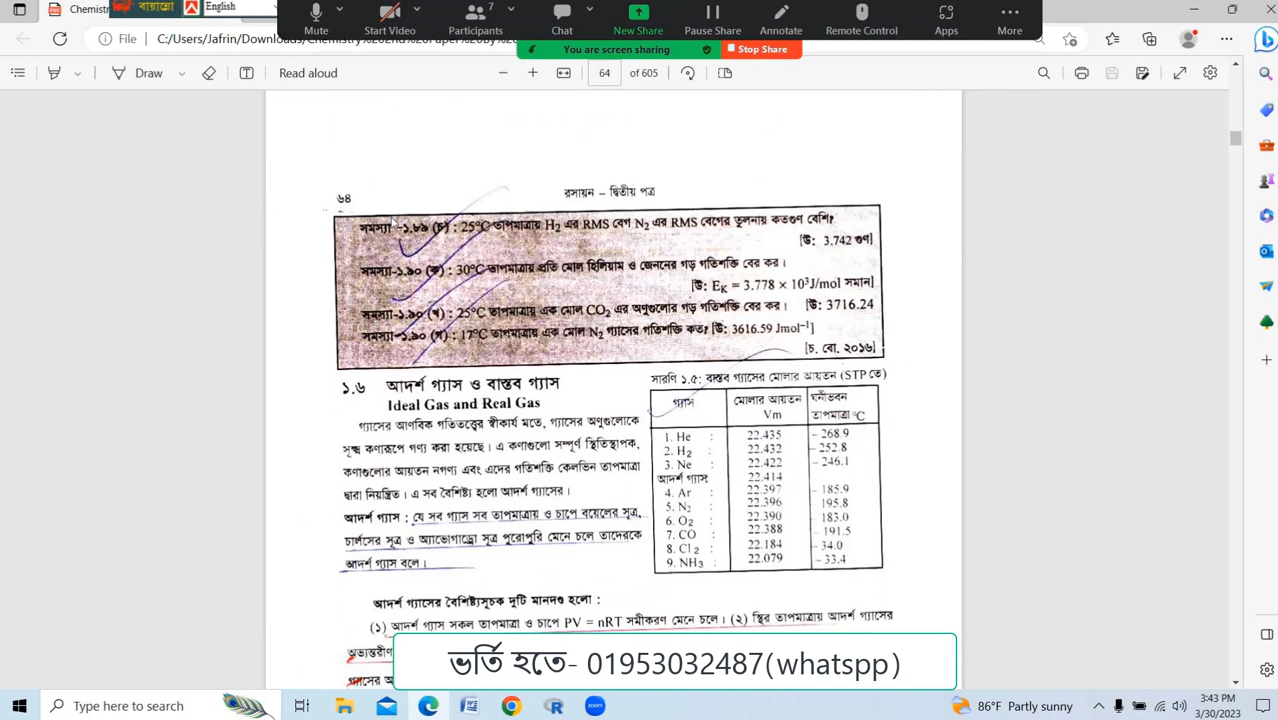 Chemistr
বায়ান্নো
English
Mute
Start Video
7
Participants
Chat
New Share
Pause Share
Annotate
Remote Control
Apps
More
You are screen sharing
Stop Share
File
C:/Users/Jafrin/Downloads/Chemistry%20
Draw
Read aloud
64
of 605
৬৪
রসায়ন – দ্বিতীয় পত্র
সমস্যা –১.৮৯ (চ) : 25°C তাপমাত্রায় H2 এর RMS বেগ N2 এর RMS বেগের তুলনায় কতগুণ বেশি?
[উ: 3.742 গুণ]
সমস্যা-১.৯০ (ক) : 30°C তাপমাত্রায় প্রতি মোল হিলিয়াম ও জেননের গড় গতিশক্তি বের কর।
[উ: EK = 3.778 × 10³J/mol সমান]
সমস্যা-১.৯০ (খ) : 25°C তাপমাত্রায় এক মোল CO2 এর অণুগুলোর গড় গতিশক্তি বের কর। [উ: 3716.24
সমস্যা-১.৯০ (গ) : 17°C তাপমাত্রায় এক মোল N2 গ্যাসের গতিশক্তি কত? [উ: 3616.59 Jmol⁻¹]
[চ. বো. ২০১৬]
১.৬ আদর্শ গ্যাস ও বাস্তব গ্যাস
Ideal Gas and Real Gas
গ্যাসের আণবিক গতিতত্ত্বের স্বীকার্য মতে, গ্যাসের অণুগুলোকে
সূক্ষ্ম কণারূপে গণ্য করা হয়েছে। এ কণাগুলো সম্পূর্ণ স্থিতিস্থাপক,
কণাগুলোর আয়তন নগণ্য এবং এদের গতিশক্তি কেলভিন তাপমাত্রা
দ্বারা নিয়ন্ত্রিত। এ সব বৈশিষ্ট্য হলো আদর্শ গ্যাসের।
আদর্শ গ্যাস : যে সব গ্যাস সব তাপমাত্রায় ও চাপে বয়েলের সূত্র,
চার্লসের সূত্র ও অ্যাভোগাড্রো সূত্র পুরোপুরি মেনে চলে তাদেরকে
আদর্শ গ্যাস বলে।
সারণি ১.৫: বাস্তব গ্যাসের মোলার আয়তন (STP তে)
গ্যাস মোলার আয়তন Vm ঘনীভবন তাপমাত্রা °C
1. He : 22.435 – 268.9
2. H2 : 22.432 – 252.8
3. Ne : 22.422 – 246.1
আদর্শ গ্যাস: 22.414
4. Ar : 22.397 – 185.9
5. N2 : 22.396 – 195.8
6. O2 : 22.390 – 183.0
7. CO : 22.388 – 191.5
8. Cl2 : 22.184 – 34.0
9. NH3 : 22.079 – 33.4
আদর্শ গ্যাসের বৈশিষ্ট্যসূচক দুটি মানদণ্ড হলো :
(১) আদর্শ গ্যাস সকল তাপমাত্রা ও চাপে PV = nRT সমীকরণ মেনে চলে। (২) স্থির তাপমাত্রায় আদর্শ গ্যাসের
অভ্যন্তরীণ
গ্যাসের
ভর্তি হতে- 01953032487(whatspp)
Type here to search
86°F Partly sunny
3:43 PM
3/30/2023